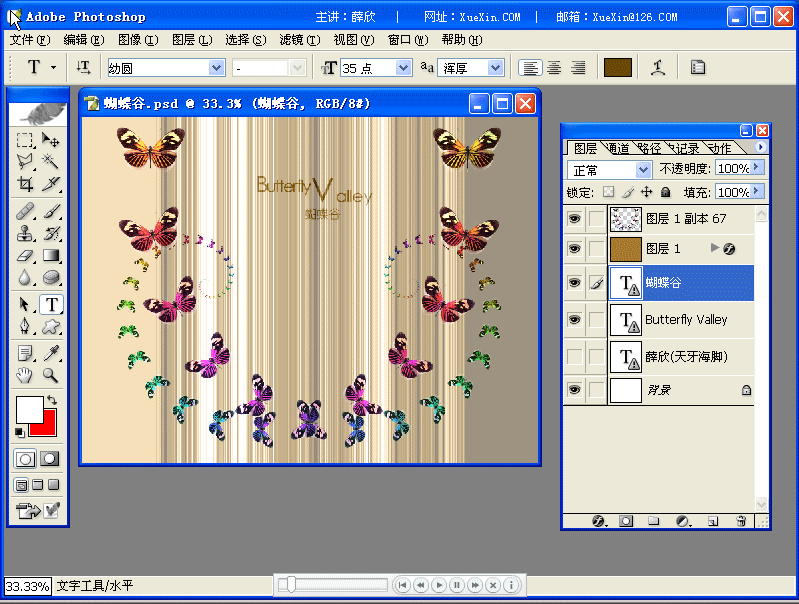 Adobe Photoshop 主讲：薛欣 | 网址：XueXin.COM | 邮箱：XueXin@126.COM
文件(F) 编辑(E) 图像(I) 图层(L) 选择(S) 滤镜(T) 视图(V) 窗口(W) 帮助(H)
T T 幼圆 - T 35 点 aa 浑厚
蝴蝶谷.psd @ 33.3% (蝴蝶谷, RGB/8#)
Butterfly Valley
蝴蝶谷
图层 通道 路径 记录 动作
正常 不透明度: 100%
锁定: 填充: 100%
图层 1 副本 67
图层 1
T 蝴蝶谷
T Butterfly Valley
T 薛欣(天牙海脚)
背景
T
33.33% 文字工具/水平